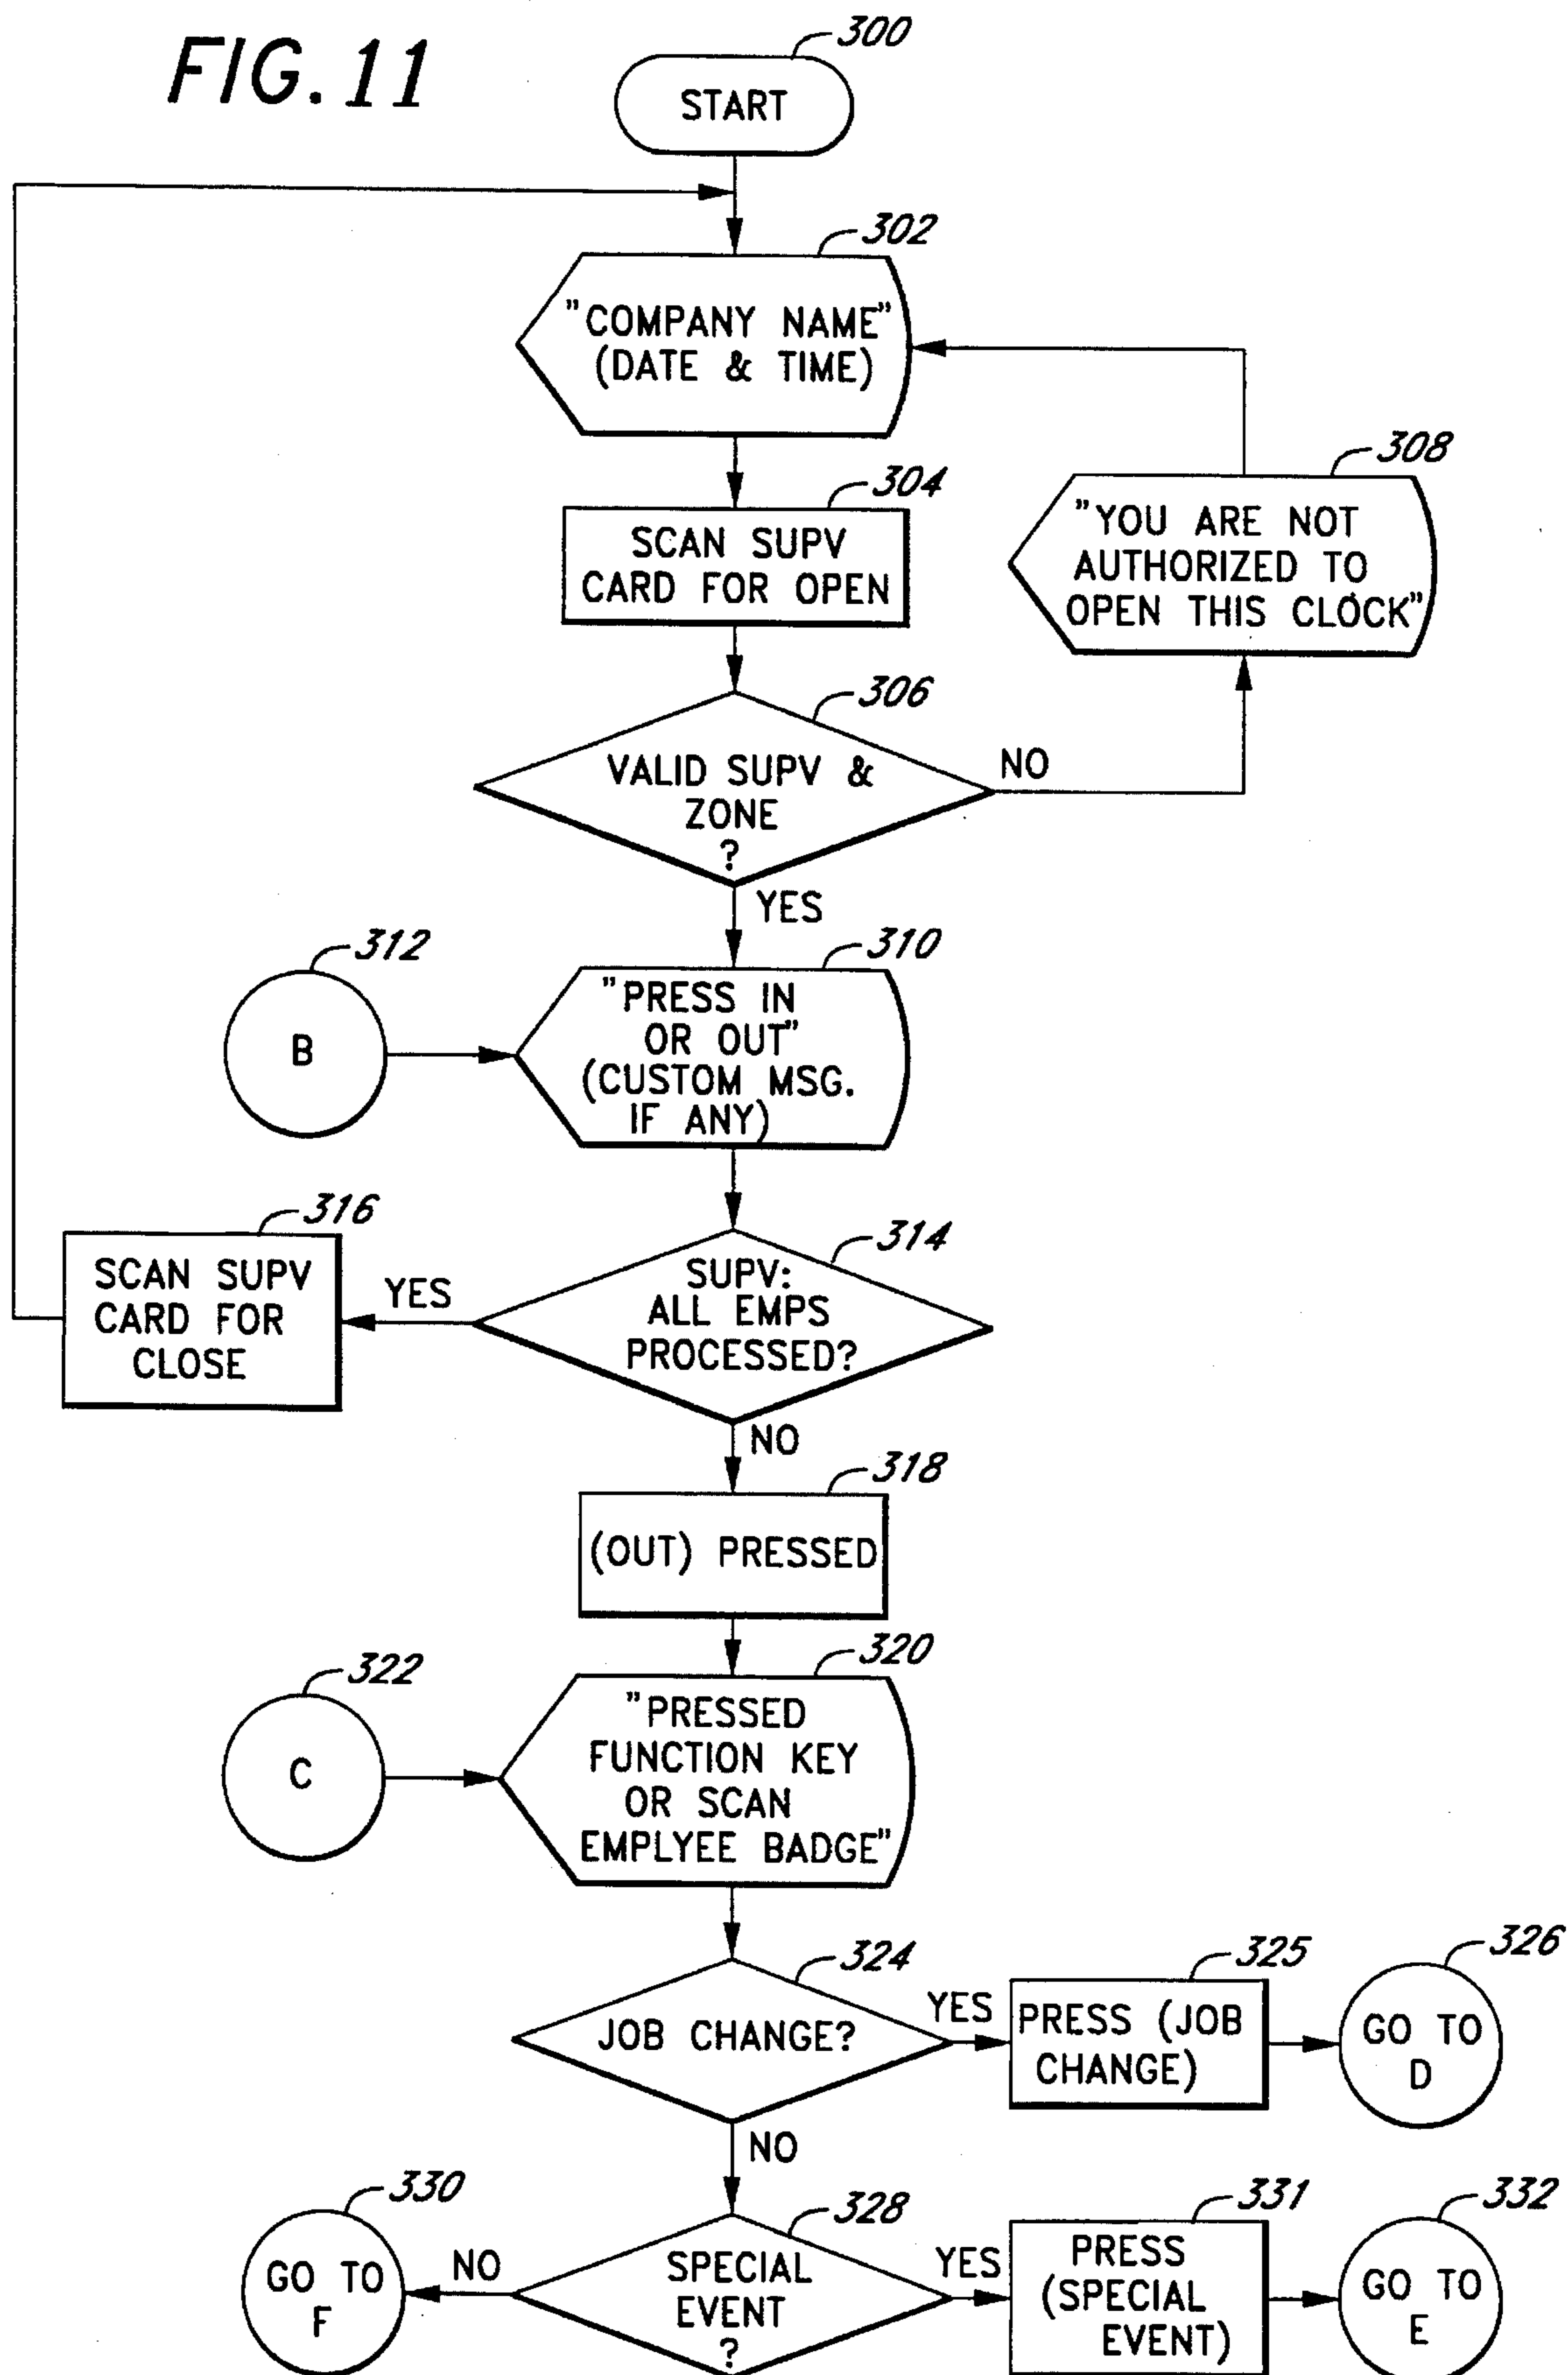 FIG. 11
300
START
302
"COMPANY NAME"
(DATE & TIME)
304
SCAN SUPV
CARD FOR OPEN
308
"YOU ARE NOT
AUTHORIZED TO
OPEN THIS CLOCK"
306
VALID SUPV &
ZONE
?
NO
YES
312
B
310
"PRESS IN
OR OUT"
(CUSTOM MSG.
IF ANY)
316
SCAN SUPV
CARD FOR
CLOSE
YES
314
SUPV:
ALL EMPS
PROCESSED?
NO
318
(OUT) PRESSED
322
C
320
"PRESSED
FUNCTION KEY
OR SCAN
EMPLYEE BADGE"
324
JOB CHANGE?
YES
325
PRESS (JOB
CHANGE)
326
GO TO
D
NO
330
GO TO
F
NO
328
SPECIAL
EVENT
?
YES
331
PRESS
(SPECIAL
EVENT)
332
GO TO
E